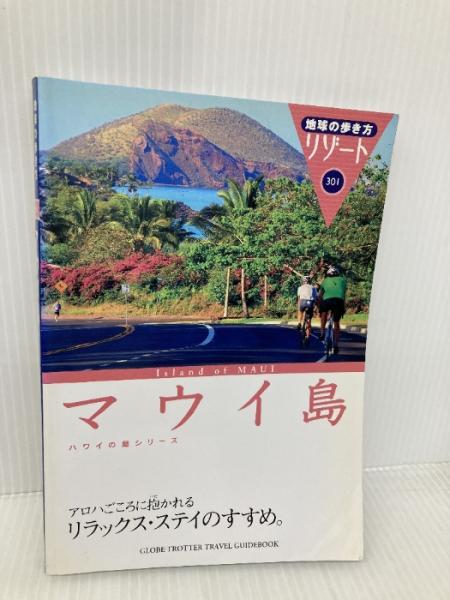 地球の歩き方
リゾート
301
Island of MAUI
マウイ島
ハワイの島シリーズ
アロハごころに抱かれる
リラックス・ステイのすすめ。
GLOBE-TROTTER TRAVEL GUIDEBOOK